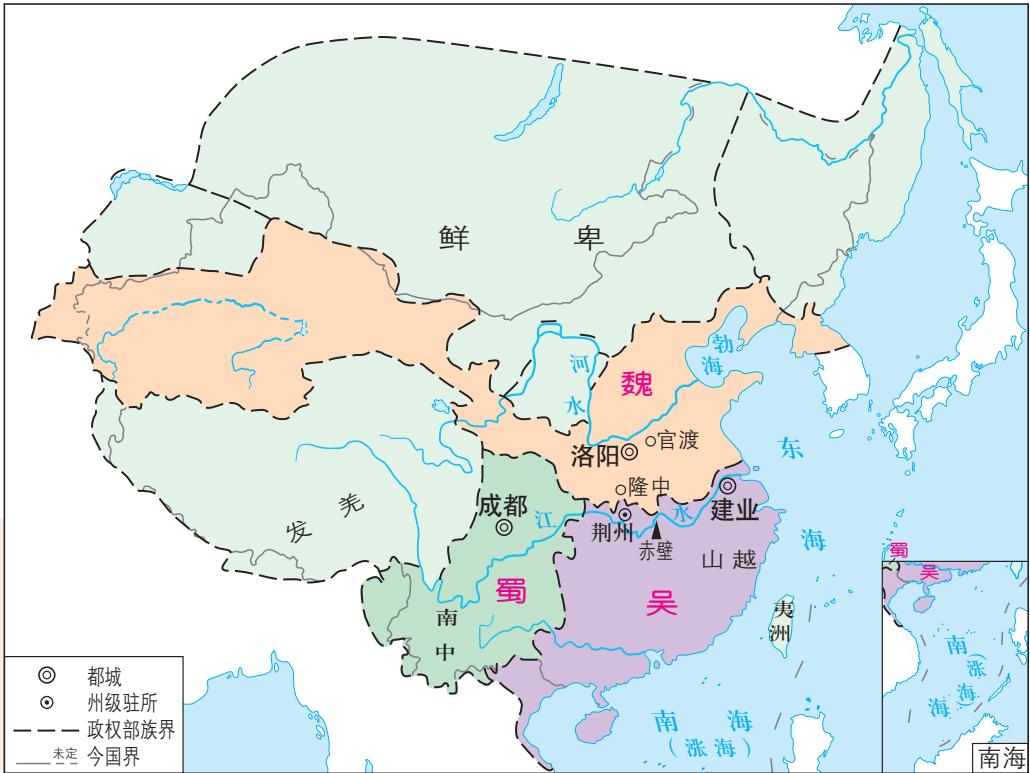 鲜卑
勃海
河水
魏
官渡
洛阳
隆中
东海
成都
建业
江水
荆州
赤壁
发羌
山越
蜀
吴
南中
夷洲
南海
（涨海）
蜀
吴
南海
（涨海）
南海
都城
州级驻所
政权部族界
未定
今国界